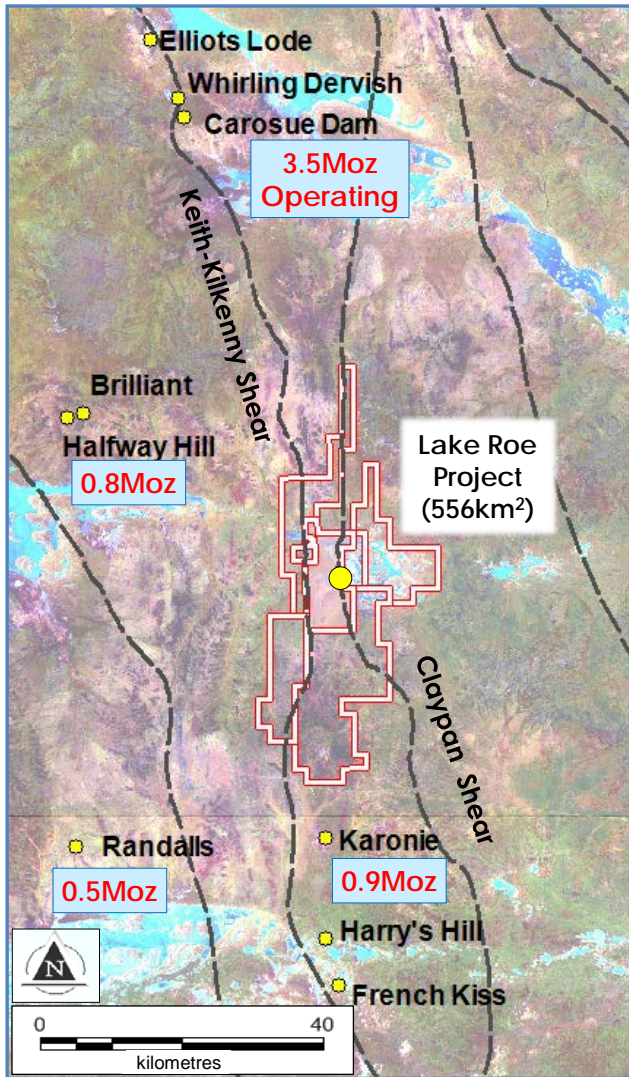 Elliots Lode
Whirling Dervish
Carosue Dam
3.5Moz
Operating
Keith-Kilkenny Shear
Brilliant
Halfway Hill
0.8Moz
Lake Roe
Project
(556km²)
Claypan Shear
Randalls
0.5Moz
Karonie
0.9Moz
Harry's Hill
French Kiss
N
0 40
kilometres